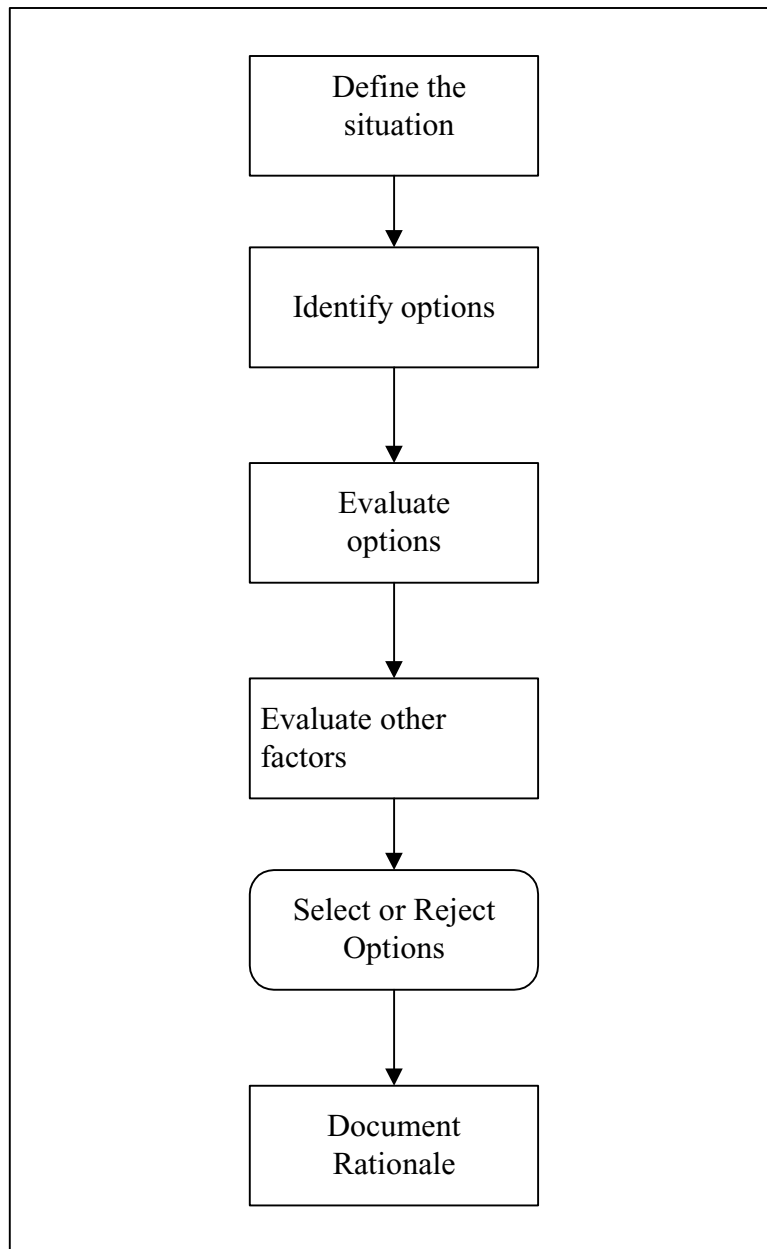 Define the
situation
Identify options
Evaluate
options
Evaluate other
factors
Select or Reject
Options
Document
Rationale